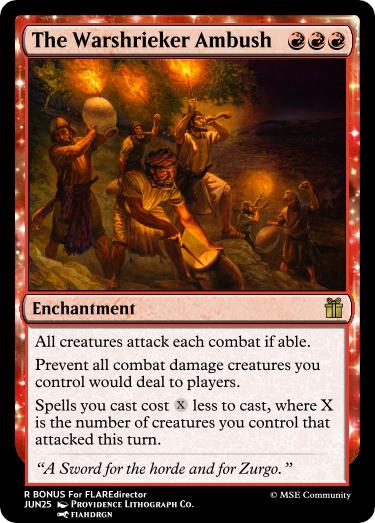 The Warshrieker Ambush
Enchantment
All creatures attack each combat if able.
Prevent all combat damage creatures you
control would deal to players.
Spells you cast cost X less to cast, where X
is the number of creatures you control that
attacked this turn.
“A Sword for the horde and for Zurgo.”
R BONUS For FLAREdirector
JUN25 Providence Lithograph Co.
© MSE Community
FIAHDRGN